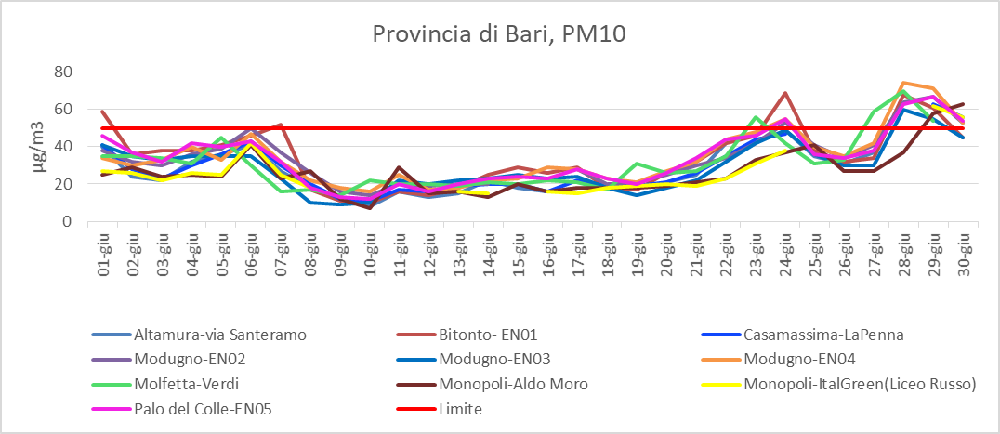 Provincia di Bari, PM10
µg/m3
80
60
40
20
0
01-giu
02-giu
03-giu
04-giu
05-giu
06-giu
07-giu
08-giu
09-giu
10-giu
11-giu
12-giu
13-giu
14-giu
15-giu
16-giu
17-giu
18-giu
19-giu
20-giu
21-giu
22-giu
23-giu
24-giu
25-giu
26-giu
27-giu
28-giu
29-giu
30-giu
Altamura-via Santeramo
Bitonto- EN01
Casamassima-LaPenna
Modugno-EN02
Modugno-EN03
Modugno-EN04
Molfetta-Verdi
Monopoli-Aldo Moro
Monopoli-ItalGreen(Liceo Russo)
Palo del Colle-EN05
Limite